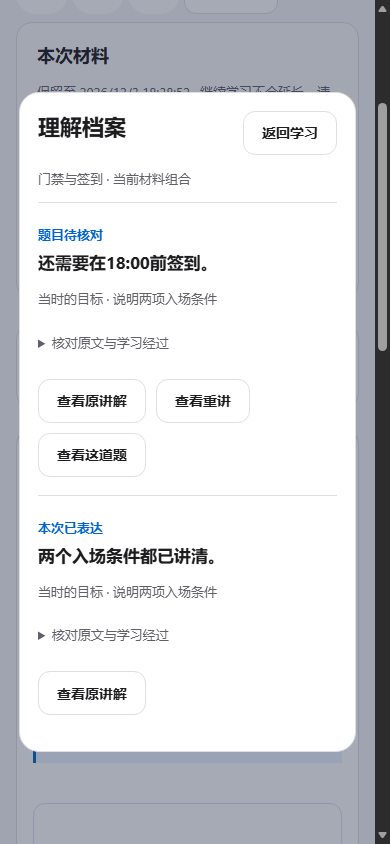 本次材料
理解档案
返回学习
门禁与签到 · 当前材料组合
题目待核对
还需要在18:00前签到。
当时的目标 · 说明两项入场条件
▶ 核对原文与学习经过
查看原讲解
查看重讲
查看这道题
本次已表达
两个入场条件都已讲清。
当时的目标 · 说明两项入场条件
▶ 核对原文与学习经过
查看原讲解